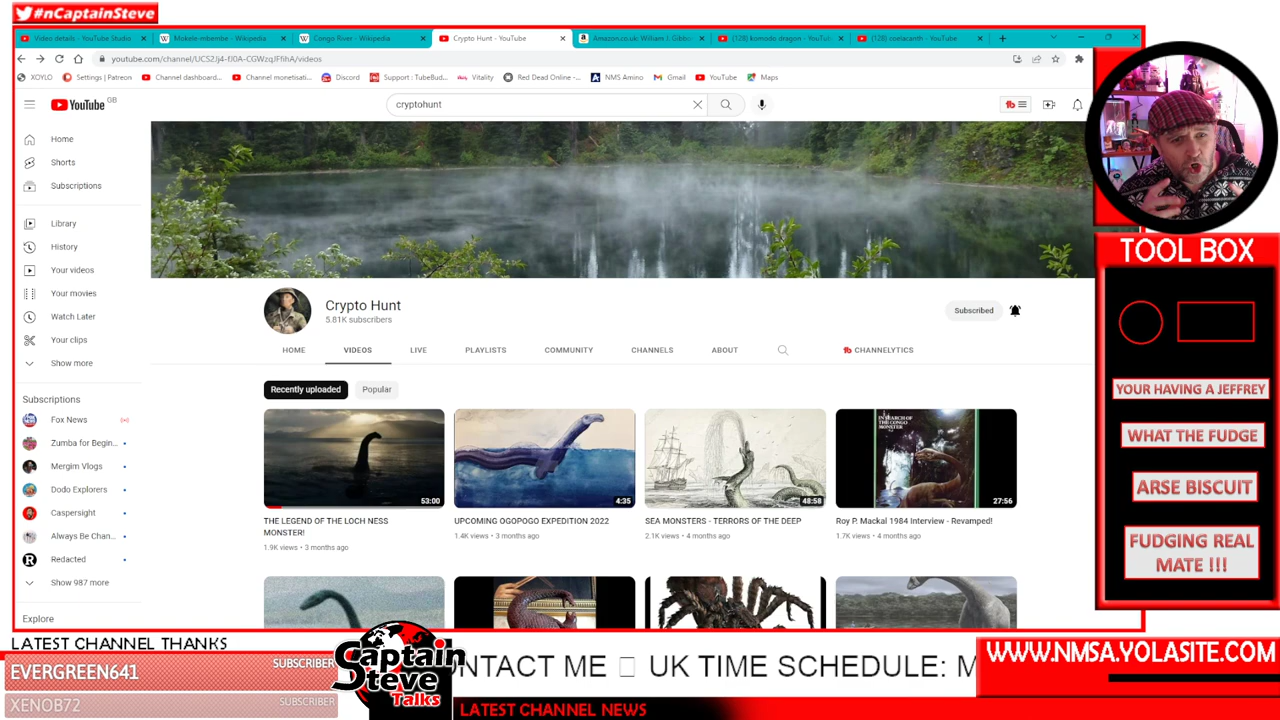 #nCaptainSteve
Video details - YouTube Studio
Mokele-mbembe - Wikipedia
Congo River - Wikipedia
Crypto Hunt - YouTube
Amazon.co.uk: William J. Gibbo
(128) komodo dragon - YouTub
(128) coelacanth - YouTube
youtube.com/channel/UCS2Jj4-fJ0A-CGWzqJFfihA/videos
XOYLO
Settings | Patreon
Channel dashboard...
Channel monetisati...
Discord
Support : TubeBud...
Vitality
Red Dead Online -...
NMS Amino
Gmail
YouTube
Maps
YouTube GB
cryptohunt
Home
Shorts
Subscriptions
Library
History
Your videos
Your movies
Watch Later
Your clips
Show more
Subscriptions
Fox News
Zumba for Begin...
Mergim Vlogs
Dodo Explorers
Caspersight
Always Be Chan...
Redacted
Show 987 more
Explore
Crypto Hunt
5.81K subscribers
Subscribed
HOME
VIDEOS
LIVE
PLAYLISTS
COMMUNITY
CHANNELS
ABOUT
CHANNELYTICS
Recently uploaded
Popular
53:00
4:35
48:58
IN SEARCH OF
THE CONGO
MONSTER
27:56
THE LEGEND OF THE LOCH NESS
MONSTER!
1.9K views • 3 months ago
UPCOMING OGOPOGO EXPEDITION 2022
1.4K views • 3 months ago
SEA MONSTERS - TERRORS OF THE DEEP
2.1K views • 4 months ago
Roy P. Mackal 1984 Interview - Revamped!
1.7K views • 4 months ago
TOOL BOX
YOUR HAVING A JEFFREY
WHAT THE FUDGE
ARSE BISCUIT
FUDGING REAL
MATE !!!
LATEST CHANNEL THANKS
EVERGREEN641
SUBSCRIBER
XENOB72
SUBSCRIBER
Captain
Steve
Talks
ONTACT ME UK TIME SCHEDULE: M
WWW.NMSA.YOLASITE.COM
LATEST CHANNEL NEWS